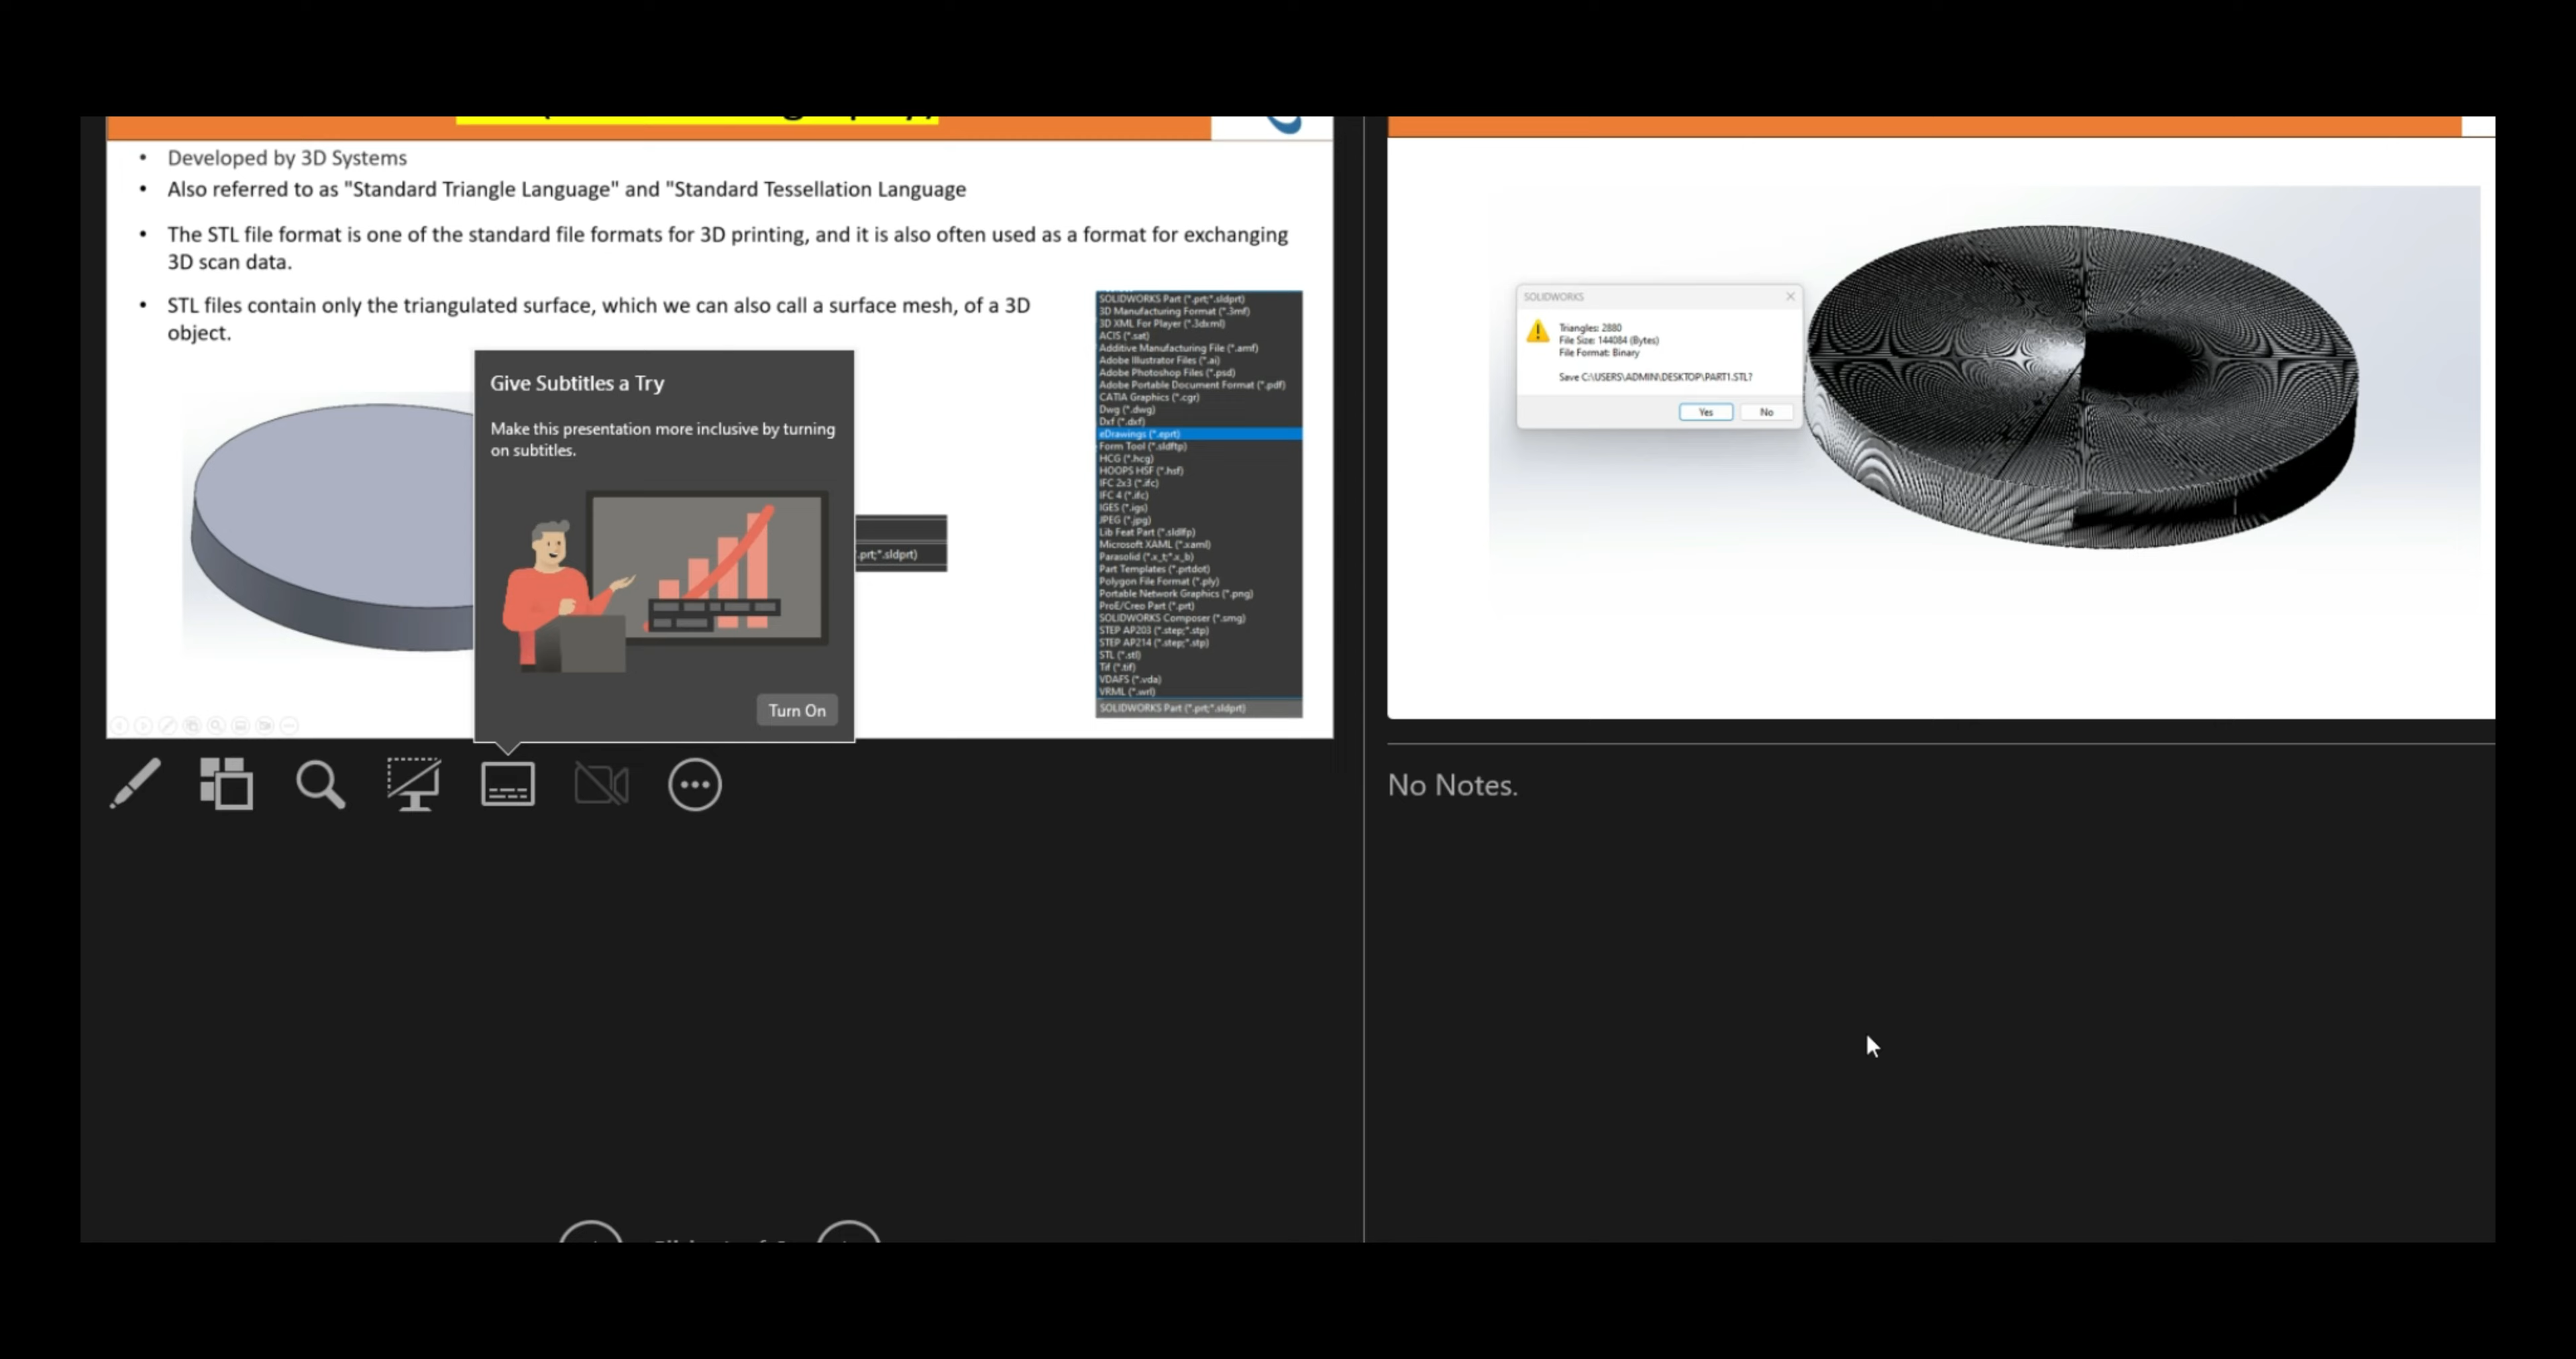 Developed by 3D Systems
Also referred to as "Standard Triangle Language" and "Standard Tessellation Language
The STL file format is one of the standard file formats for 3D printing, and it is also often used as a format for exchanging
3D scan data.
STL files contain only the triangulated surface, which we can also call a surface mesh, of a 3D
object.
Give Subtitles a Try
Make this presentation more inclusive by turning
on subtitles.
Turn On
.prt;*.sldprt)
SOLIDWORKS Part (*.prt;*.sldprt)
3D Manufacturing Format (*.3mf)
3D XML For Player (*.3dxml)
ACIS (*.sat)
Additive Manufacturing File (*.amf)
Adobe Illustrator Files (*.ai)
Adobe Photoshop Files (*.psd)
Adobe Portable Document Format (*.pdf)
CATIA Graphics (*.cgr)
Dwg (*.dwg)
Dxf (*.dxf)
eDrawings (*.eprt)
Form Tool (*.sldftp)
HCG (*.hcg)
HOOPS HSF (*.hsf)
IFC 2x3 (*.ifc)
IFC 4 (*.ifc)
IGES (*.igs)
JPEG (*.jpg)
Lib Feat Part (*.sldlfp)
Microsoft XAML (*.xaml)
Parasolid (*.x_t;*.x_b)
Part Templates (*.prtdot)
Polygon File Format (*.ply)
Portable Network Graphics (*.png)
ProE/Creo Part (*.prt)
SOLIDWORKS Composer (*.smg)
STEP AP203 (*.step;*.stp)
STEP AP214 (*.step;*.stp)
STL (*.stl)
Tif (*.tif)
VDAFS (*.vda)
VRML (*.wrl)
SOLIDWORKS Part (*.prt;*.sldprt)
SOLIDWORKS
Triangles: 2880
File Size: 144084 (Bytes)
File Format: Binary
Save C:\USERS\ADMIN\DESKTOP\PART1.STL?
Yes No
No Notes.